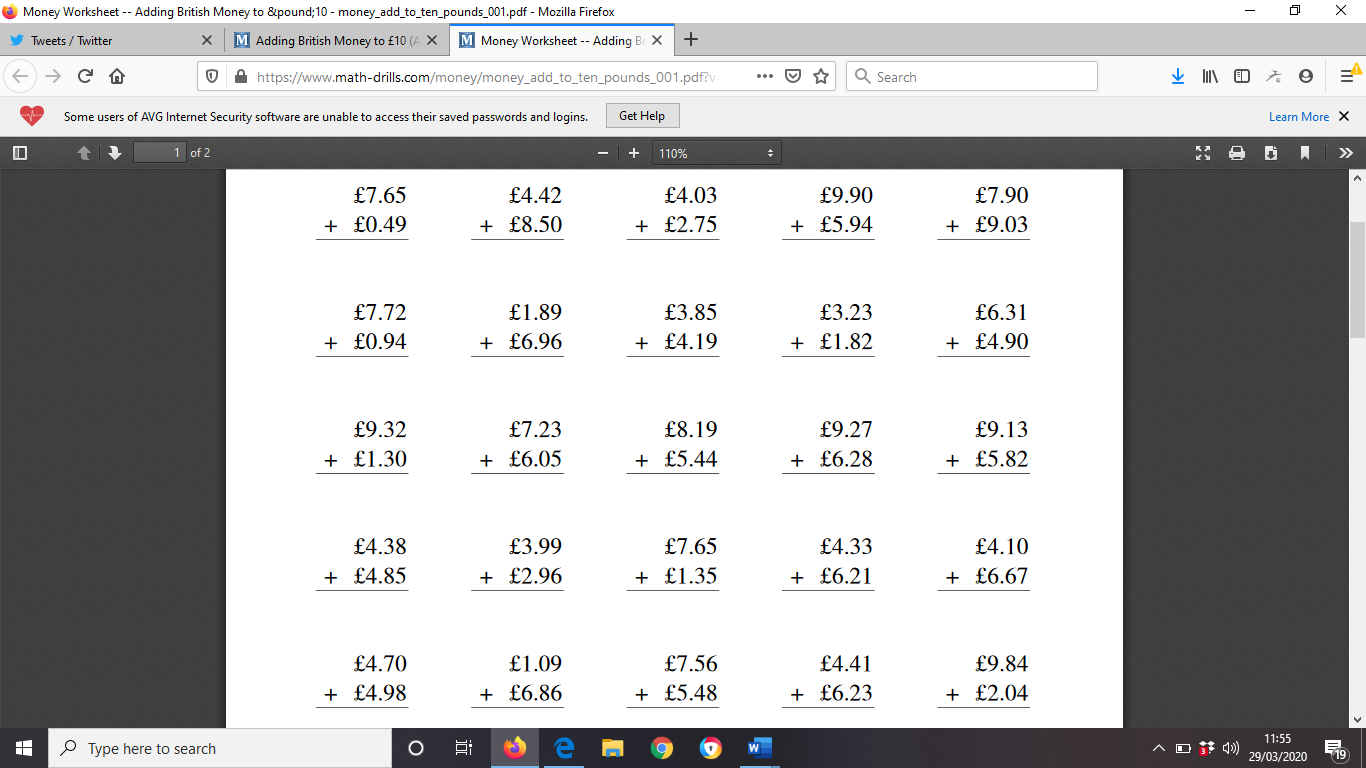 Money Worksheet -- Adding British Money to &pound;10 - money_add_to_ten_pounds_001.pdf - Mozilla Firefox
Tweets / Twitter
Adding British Money to £10 (A
Money Worksheet -- Adding B
https://www.math-drills.com/money/money_add_to_ten_pounds_001.pdf?v
Search
Some users of AVG Internet Security software are unable to access their saved passwords and logins.
Get Help
Learn More
1 of 2
110%
£7.65 £4.42 £4.03 £9.90 £7.90
+ £0.49 + £8.50 + £2.75 + £5.94 + £9.03
£7.72 £1.89 £3.85 £3.23 £6.31
+ £0.94 + £6.96 + £4.19 + £1.82 + £4.90
£9.32 £7.23 £8.19 £9.27 £9.13
+ £1.30 + £6.05 + £5.44 + £6.28 + £5.82
£4.38 £3.99 £7.65 £4.33 £4.10
+ £4.85 + £2.96 + £1.35 + £6.21 + £6.67
£4.70 £1.09 £7.56 £4.41 £9.84
+ £4.98 + £6.86 + £5.48 + £6.23 + £2.04
Type here to search
11:55
29/03/2020
19